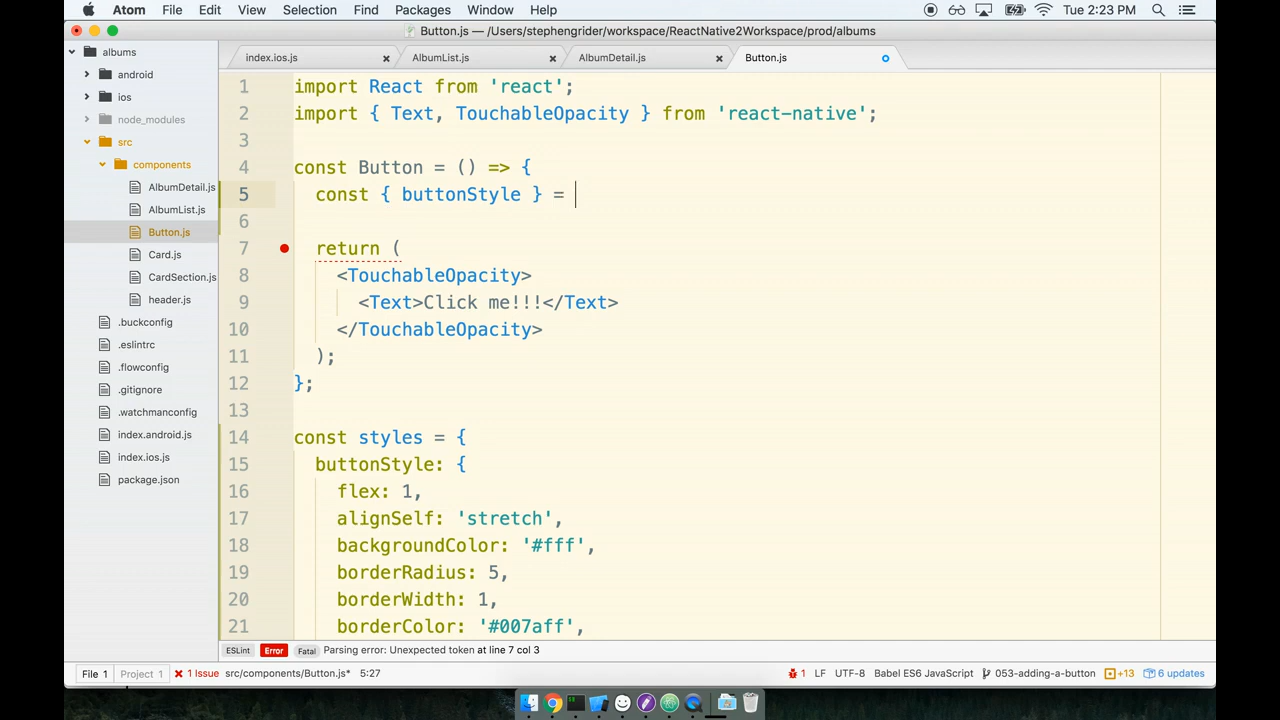 Atom File Edit View Selection Find Packages Window Help Tue 2:23 PM
Button.js — /Users/stephengrider/workspace/ReactNative2Workspace/prod/albums
albums
android
ios
node_modules
src
components
AlbumDetail.js
AlbumList.js
Button.js
Card.js
CardSection.js
header.js
.buckconfig
.eslintrc
.flowconfig
.gitignore
.watchmanconfig
index.android.js
index.ios.js
package.json
index.ios.js AlbumList.js AlbumDetail.js Button.js
1 import React from 'react';
2 import { Text, TouchableOpacity } from 'react-native';
3
4 const Button = () => {
5 const { buttonStyle } =
6
7 return (
8 <TouchableOpacity>
9 <Text>Click me!!!</Text>
10 </TouchableOpacity>
11 );
12 };
13
14 const styles = {
15 buttonStyle: {
16 flex: 1,
17 alignSelf: 'stretch',
18 backgroundColor: '#fff',
19 borderRadius: 5,
20 borderWidth: 1,
21 borderColor: '#007aff',
ESLint Error Fatal Parsing error: Unexpected token at line 7 col 3
File 1 Project 1 1 Issue src/components/Button.js* 5:27 1 LF UTF-8 Babel ES6 JavaScript 053-adding-a-button +13 6 updates